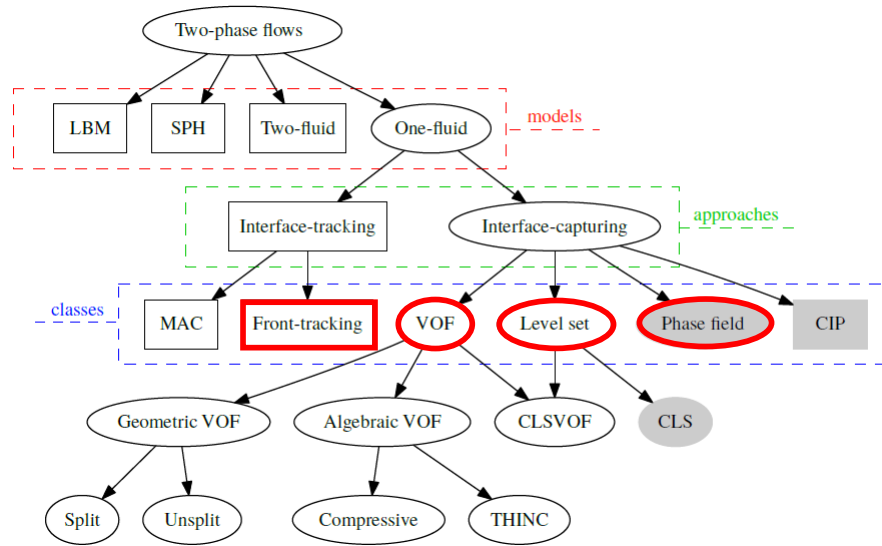 Two-phase flows
LBM
SPH
Two-fluid
One-fluid
models
Interface-tracking
Interface-capturing
approaches
classes
MAC
Front-tracking
VOF
Level set
Phase field
CIP
Geometric VOF
Algebraic VOF
CLSVOF
CLS
Split
Unsplit
Compressive
THINC